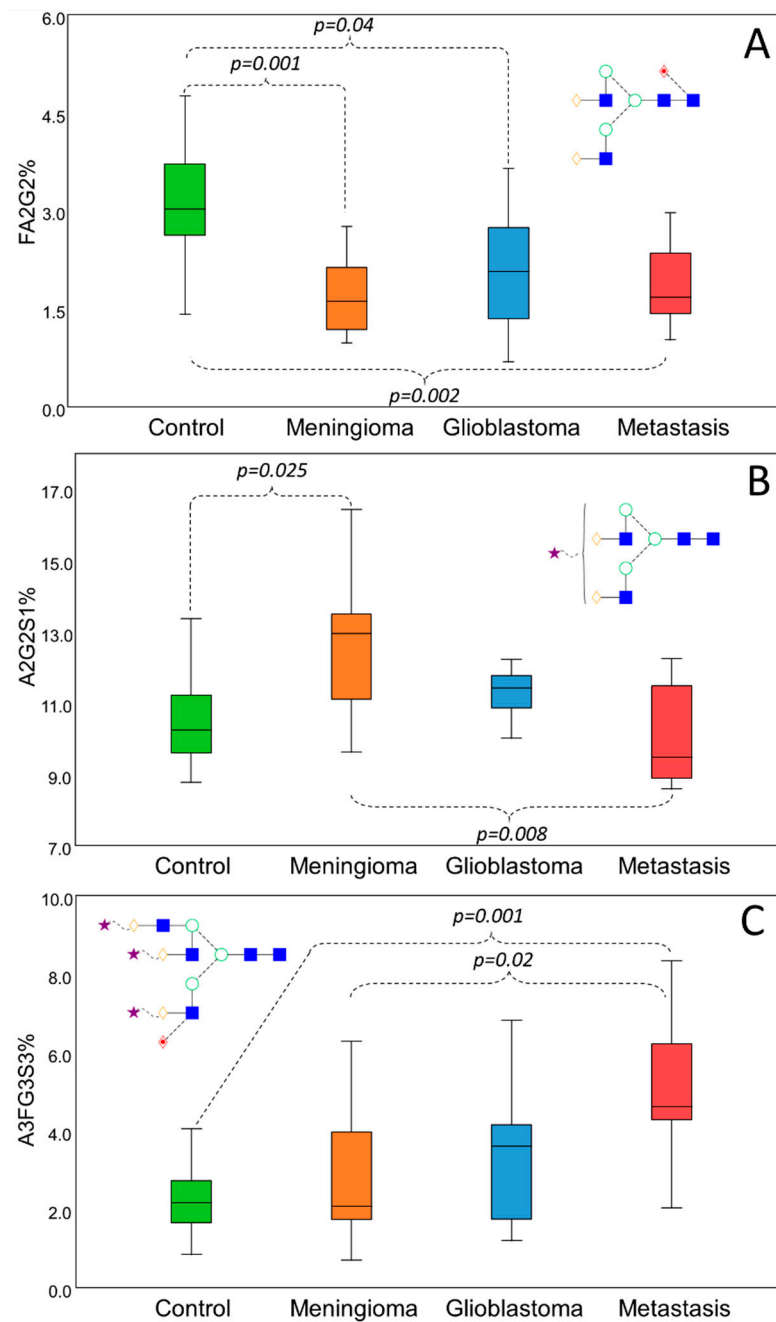 A
FA2G2%
6.0
4.5
3.0
1.5
0.0
p=0.04
p=0.001
p=0.002
Control Meningioma Glioblastoma Metastasis
B
A2G2S1%
17.0
15.0
13.0
11.0
9.0
7.0
p=0.025
p=0.008
Control Meningioma Glioblastoma Metastasis
C
A3FG3S3%
10.0
8.0
6.0
4.0
2.0
0.0
p=0.001
p=0.02
Control Meningioma Glioblastoma Metastasis